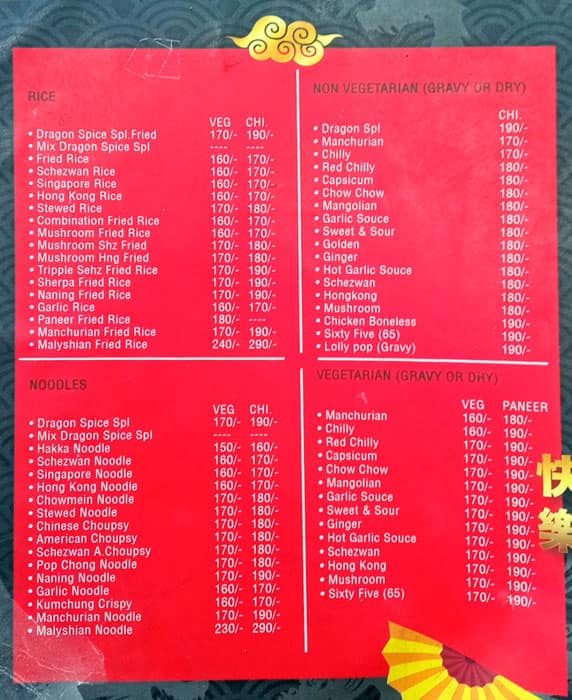 RICE
VEG CHI.
• Dragon Spice Spl.Fried 170/- 190/-
• Mix Dragon Spice Spl ---- ----
• Fried Rice 160/- 170/-
• Schezwan Rice 160/- 170/-
• Singapore Rice 160/- 170/-
• Hong Kong Rice 160/- 170/-
• Stewed Rice 170/- 180/-
• Combination Fried Rice 160/- 170/-
• Mushroom Fried Rice 160/- 170/-
• Mushroom Shz Fried 170/- 180/-
• Mushroom Hng Fried 170/- 180/-
• Tripple Sehz Fried Rice 170/- 190/-
• Sherpa Fried Rice 170/- 190/-
• Naning Fried Rice 170/- 190/-
• Garlic Rice 160/- 170/-
• Paneer Fried Rice 180/- ----
• Manchurian Fried Rice 170/- 190/-
• Malyshian Fried Rice 240/- 290/-
NOODLES
VEG CHI.
• Dragon Spice Spl 170/- 190/-
• Mix Dragon Spice Spl ---- ----
• Hakka Noodle 150/- 160/-
• Schezwan Noodle 160/- 170/-
• Singapore Noodle 160/- 170/-
• Hong Kong Noodle 160/- 170/-
• Chowmein Noodle 170/- 180/-
• Stewed Noodle 170/- 180/-
• Chinese Choupsy 170/- 180/-
• American Choupsy 170/- 180/-
• Schezwan A.Choupsy 170/- 180/-
• Pop Chong Noodle 170/- 180/-
• Naning Noodle 170/- 190/-
• Garlic Noodle 160/- 170/-
• Kumchung Crispy 160/- 170/-
• Manchurian Noodle 170/- 190/-
• Malyshian Noodle 230/- 290/-
NON VEGETARIAN (GRAVY OR DRY)
CHI.
• Dragon Spl 190/-
• Manchurian 170/-
• Chilly 170/-
• Red Chilly 180/-
• Capsicum 180/-
• Chow Chow 180/-
• Mangolian 180/-
• Garlic Souce 180/-
• Sweet & Sour 180/-
• Golden 180/-
• Ginger 180/-
• Hot Garlic Souce 180/-
• Schezwan 180/-
• Hongkong 180/-
• Mushroom 180/-
• Chicken Boneless 190/-
• Sixty Five (65) 190/-
• Lolly pop (Gravy) 190/-
VEGETARIAN (GRAVY OR DRY)
VEG PANEER
• Manchurian 160/- 180/-
• Chilly 160/- 190/-
• Red Chilly 170/- 190/-
• Capsicum 170/- 190/-
• Chow Chow 170/- 190/-
• Mangolian 170/- 190/-
• Garlic Souce 170/- 190/-
• Sweet & Sour 170/- 190/-
• Ginger 170/- 190/-
• Hot Garlic Souce 170/- 190/-
• Schezwan 170/- 190/-
• Hong Kong 170/- 190/-
• Mushroom 170/- 190/-
• Sixty Five (65) 170/- 190/-
快
樂